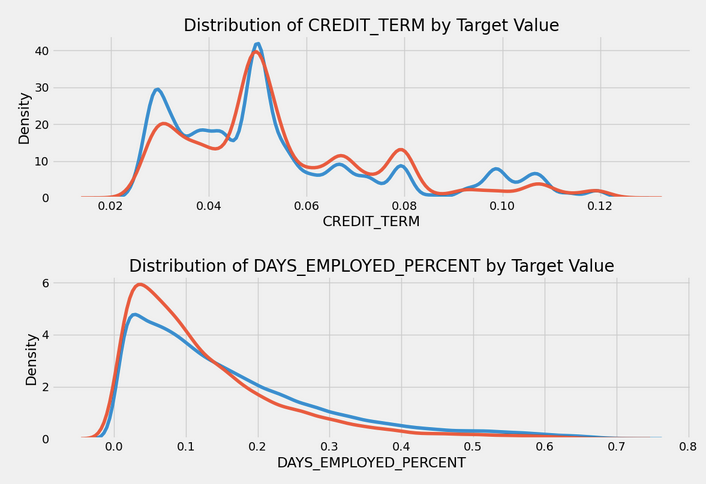 Distribution of CREDIT_TERM by Target Value
Density
40
30
20
10
0
0.02 0.04 0.06 0.08 0.10 0.12
CREDIT_TERM
Distribution of DAYS_EMPLOYED_PERCENT by Target Value
Density
6
4
2
0
0.0 0.1 0.2 0.3 0.4 0.5 0.6 0.7 0.8
DAYS_EMPLOYED_PERCENT